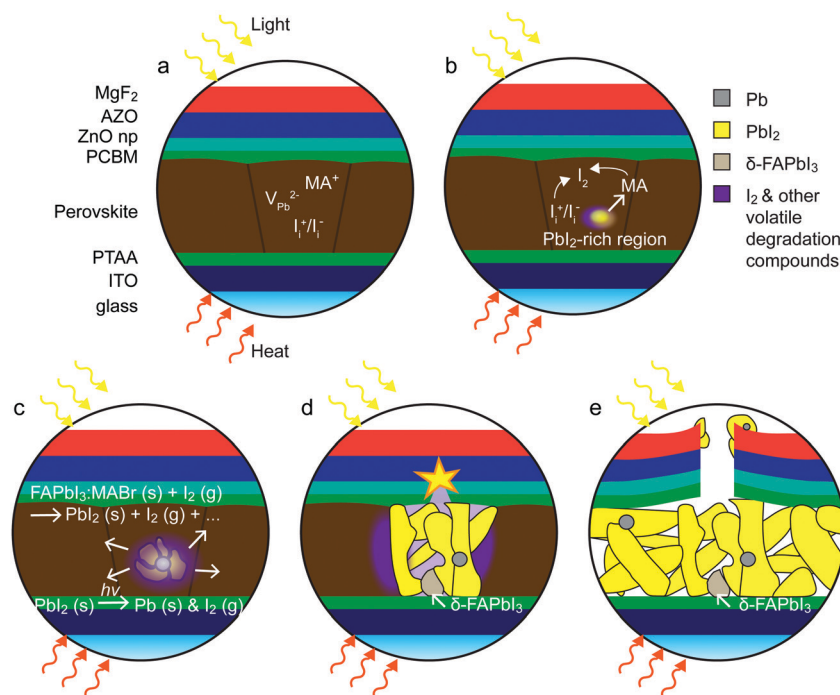 Light
a
MgF₂
AZO
ZnO np
PCBM
Perovskite
PTAA
ITO
glass
MA⁺
V_Pb²⁻
Iᵢ⁺/Iᵢ⁻
Heat
b
I₂
MA
Iᵢ⁺/Iᵢ⁻
PbI₂-rich region
Pb
PbI₂
δ-FAPbI₃
I₂ & other
volatile
degradation
compounds
c
FAPbI₃:MABr (s) + I₂ (g)
→ PbI₂ (s) + I₂ (g) + ...
hν
PbI₂ (s) → Pb (s) & I₂ (g)
d
δ-FAPbI₃
e
δ-FAPbI₃